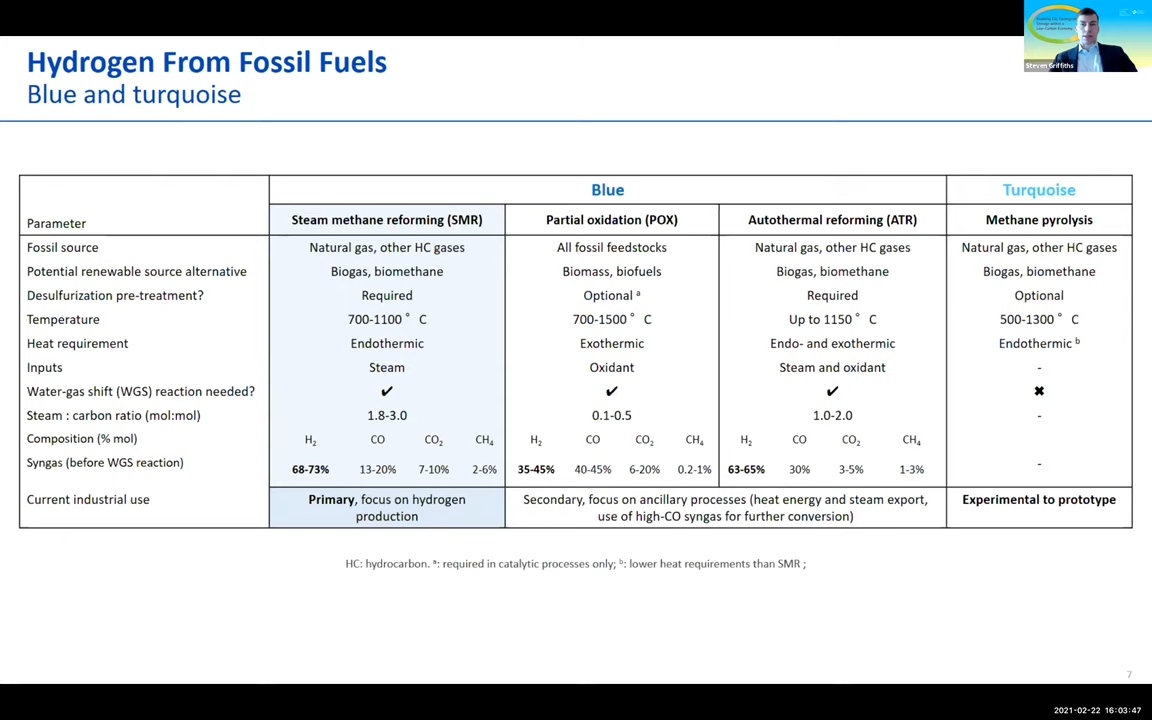 Hydrogen From Fossil Fuels
Blue and turquoise
Steven Griffiths
Blue
Turquoise
Parameter
Steam methane reforming (SMR)
Partial oxidation (POX)
Autothermal reforming (ATR)
Methane pyrolysis
Fossil source
Natural gas, other HC gases
All fossil feedstocks
Natural gas, other HC gases
Natural gas, other HC gases
Potential renewable source alternative
Biogas, biomethane
Biomass, biofuels
Biogas, biomethane
Biogas, biomethane
Desulfurization pre-treatment?
Required
Optional ᵃ
Required
Optional
Temperature
700-1100 ° C
700-1500 ° C
Up to 1150 ° C
500-1300 ° C
Heat requirement
Endothermic
Exothermic
Endo- and exothermic
Endothermic ᵇ
Inputs
Steam
Oxidant
Steam and oxidant
-
Water-gas shift (WGS) reaction needed?
✔
✔
✔
✖
Steam : carbon ratio (mol:mol)
1.8-3.0
0.1-0.5
1.0-2.0
-
Composition (% mol)
H₂ CO CO₂ CH₄
H₂ CO CO₂ CH₄
H₂ CO CO₂ CH₄
Syngas (before WGS reaction)
68-73% 13-20% 7-10% 2-6%
35-45% 40-45% 6-20% 0.2-1%
63-65% 30% 3-5% 1-3%
-
Current industrial use
Primary, focus on hydrogen
production
Secondary, focus on ancillary processes (heat energy and steam export,
use of high-CO syngas for further conversion)
Experimental to prototype
HC: hydrocarbon. ᵃ: required in catalytic processes only; ᵇ: lower heat requirements than SMR ;
7
2021-02-22 16:03:47